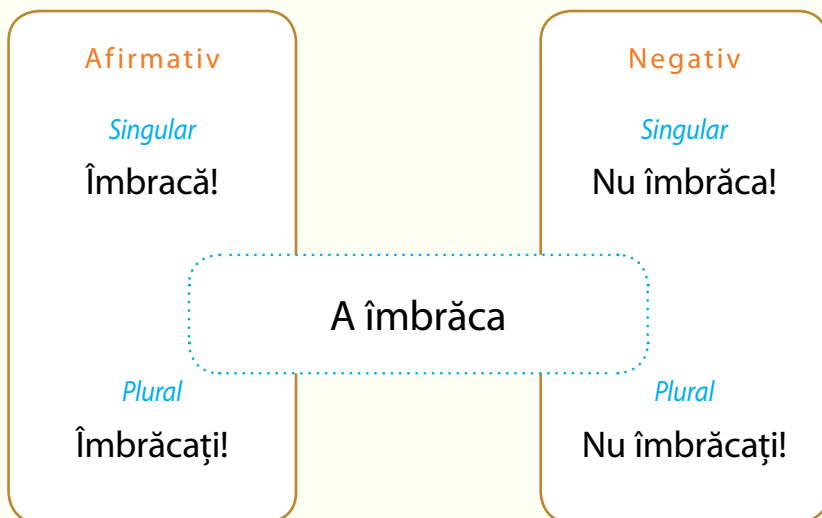 Afirmativ
Singular
Îmbracă!
Plural
Îmbrăcați!
A îmbrăca
Negativ
Singular
Nu îmbrăca!
Plural
Nu îmbrăcați!